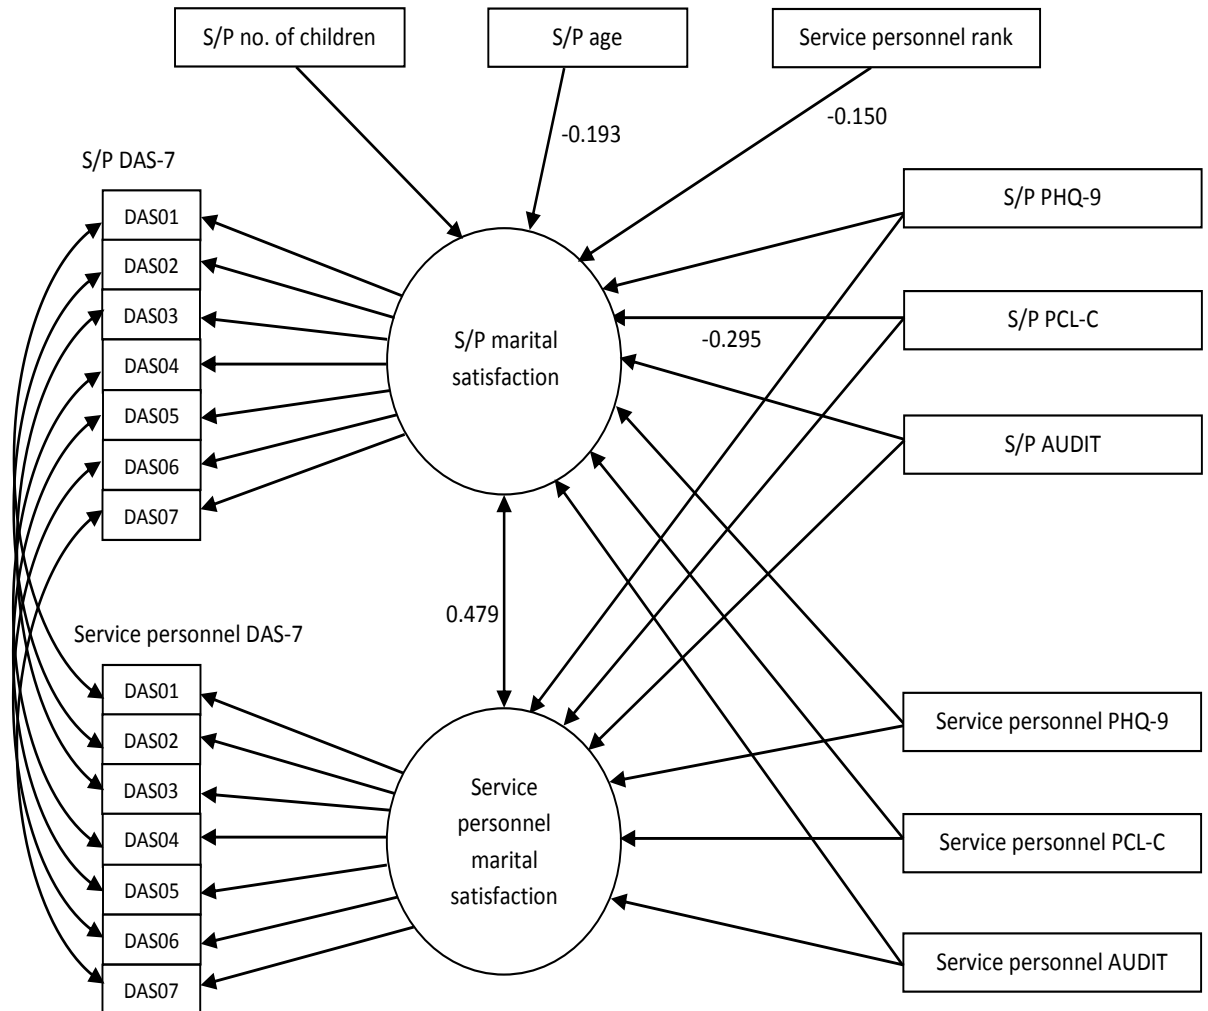 S/P no. of children
S/P age
Service personnel rank
-0.193
-0.150
S/P DAS-7
DAS01
DAS02
DAS03
DAS04
DAS05
DAS06
DAS07
S/P marital
satisfaction
S/P PHQ-9
S/P PCL-C
-0.295
S/P AUDIT
0.479
Service personnel DAS-7
DAS01
DAS02
DAS03
DAS04
DAS05
DAS06
DAS07
Service
personnel
marital
satisfaction
Service personnel PHQ-9
Service personnel PCL-C
Service personnel AUDIT